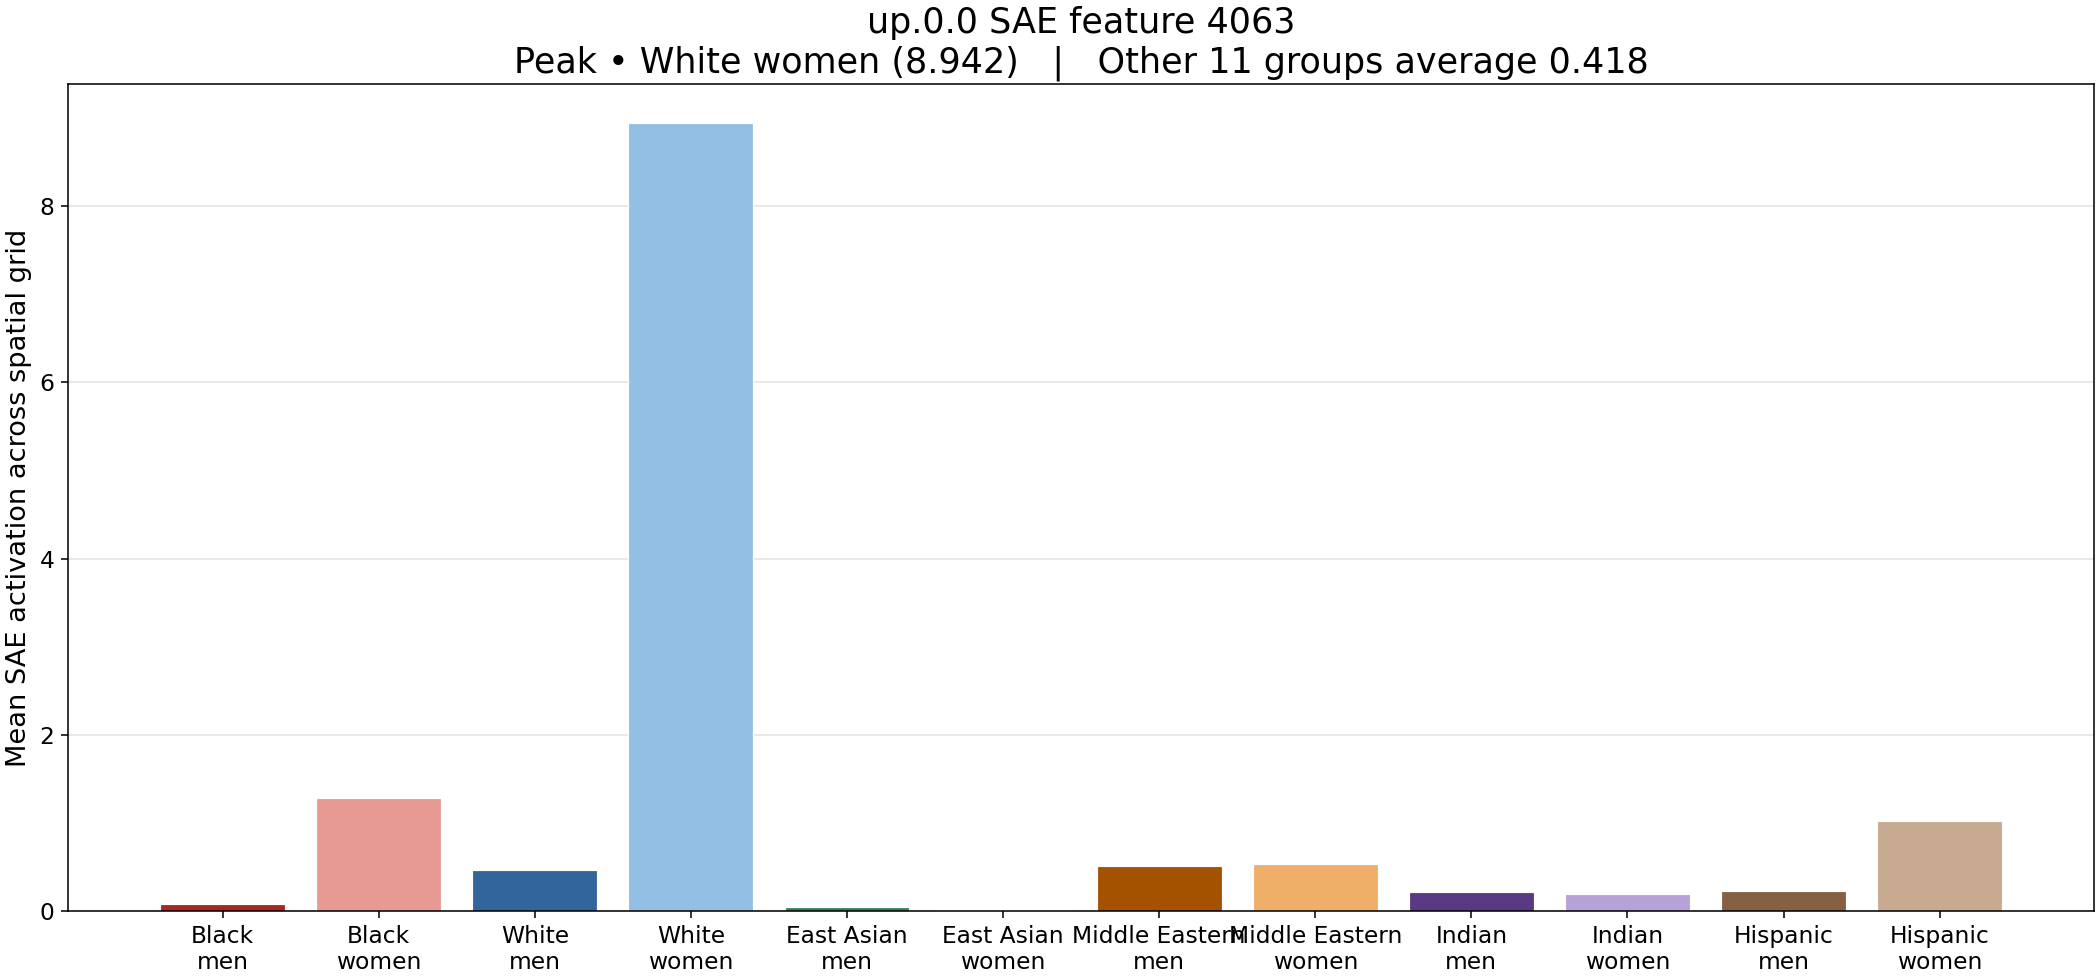 up.0.0 SAE feature 4063
Peak • White women (8.942) | Other 11 groups average 0.418
Mean SAE activation across spatial grid
8
6
4
2
0
Black men
Black women
White men
White women
East Asian men
East Asian women
Middle Eastern men
Middle Eastern women
Indian men
Indian women
Hispanic men
Hispanic women